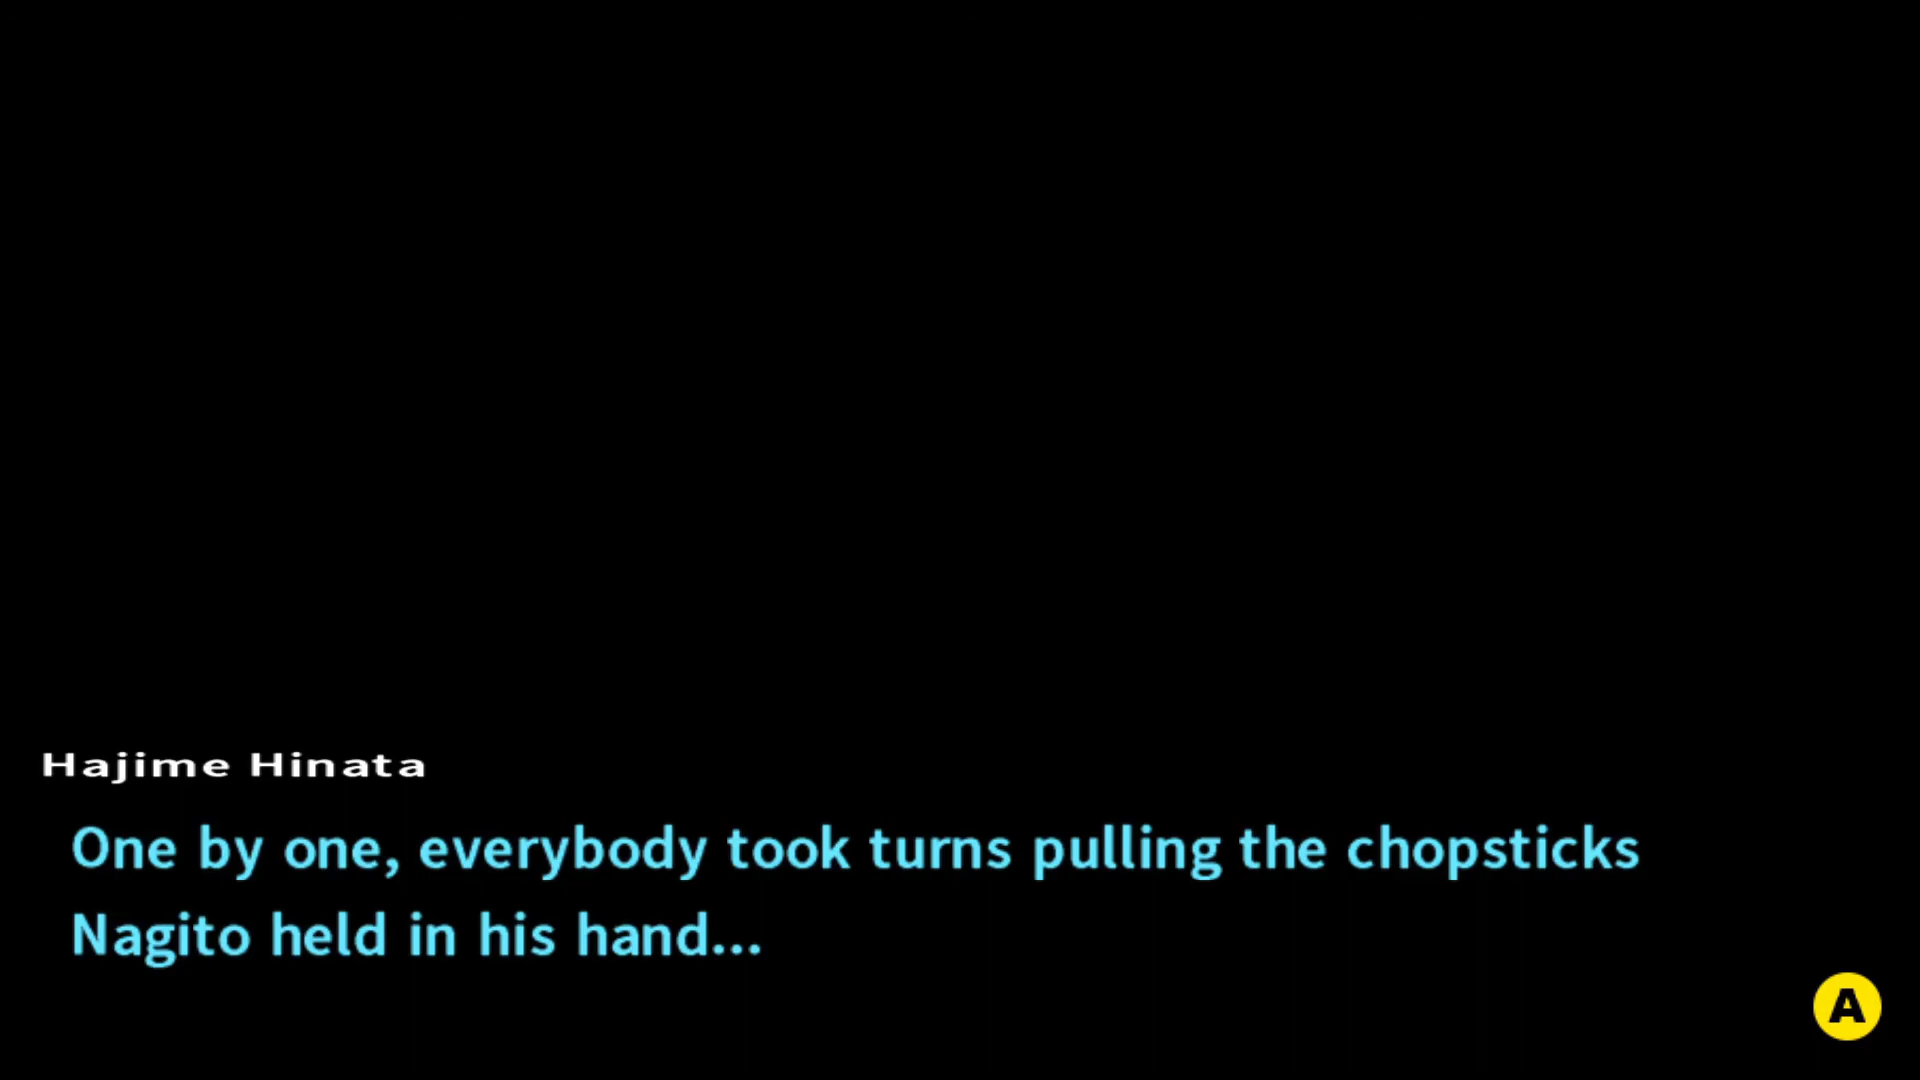 Hajime Hinata
One by one, everybody took turns pulling the chopsticks
Nagito held in his hand...
A